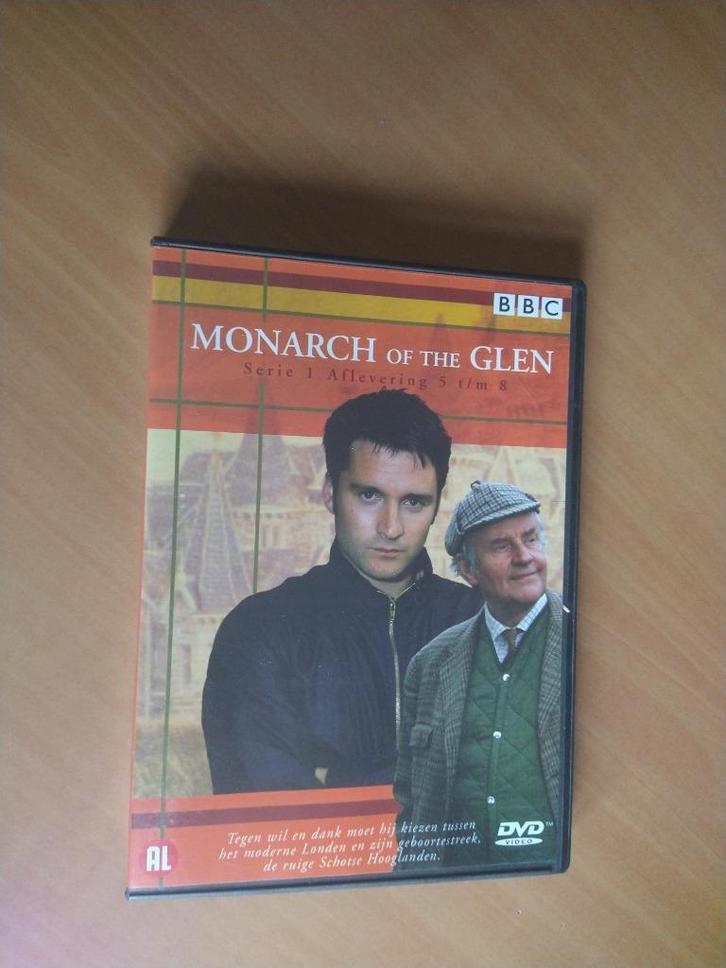 BBC
MONARCH OF THE GLEN
Serie 1 Aflevering 5 t/m 8
Tegen wil en dank moet hij kiezen tussen
het moderne Londen en zijn geboortestreek,
de ruige Schotse Hooglanden.
AL
DVD™
VIDEO